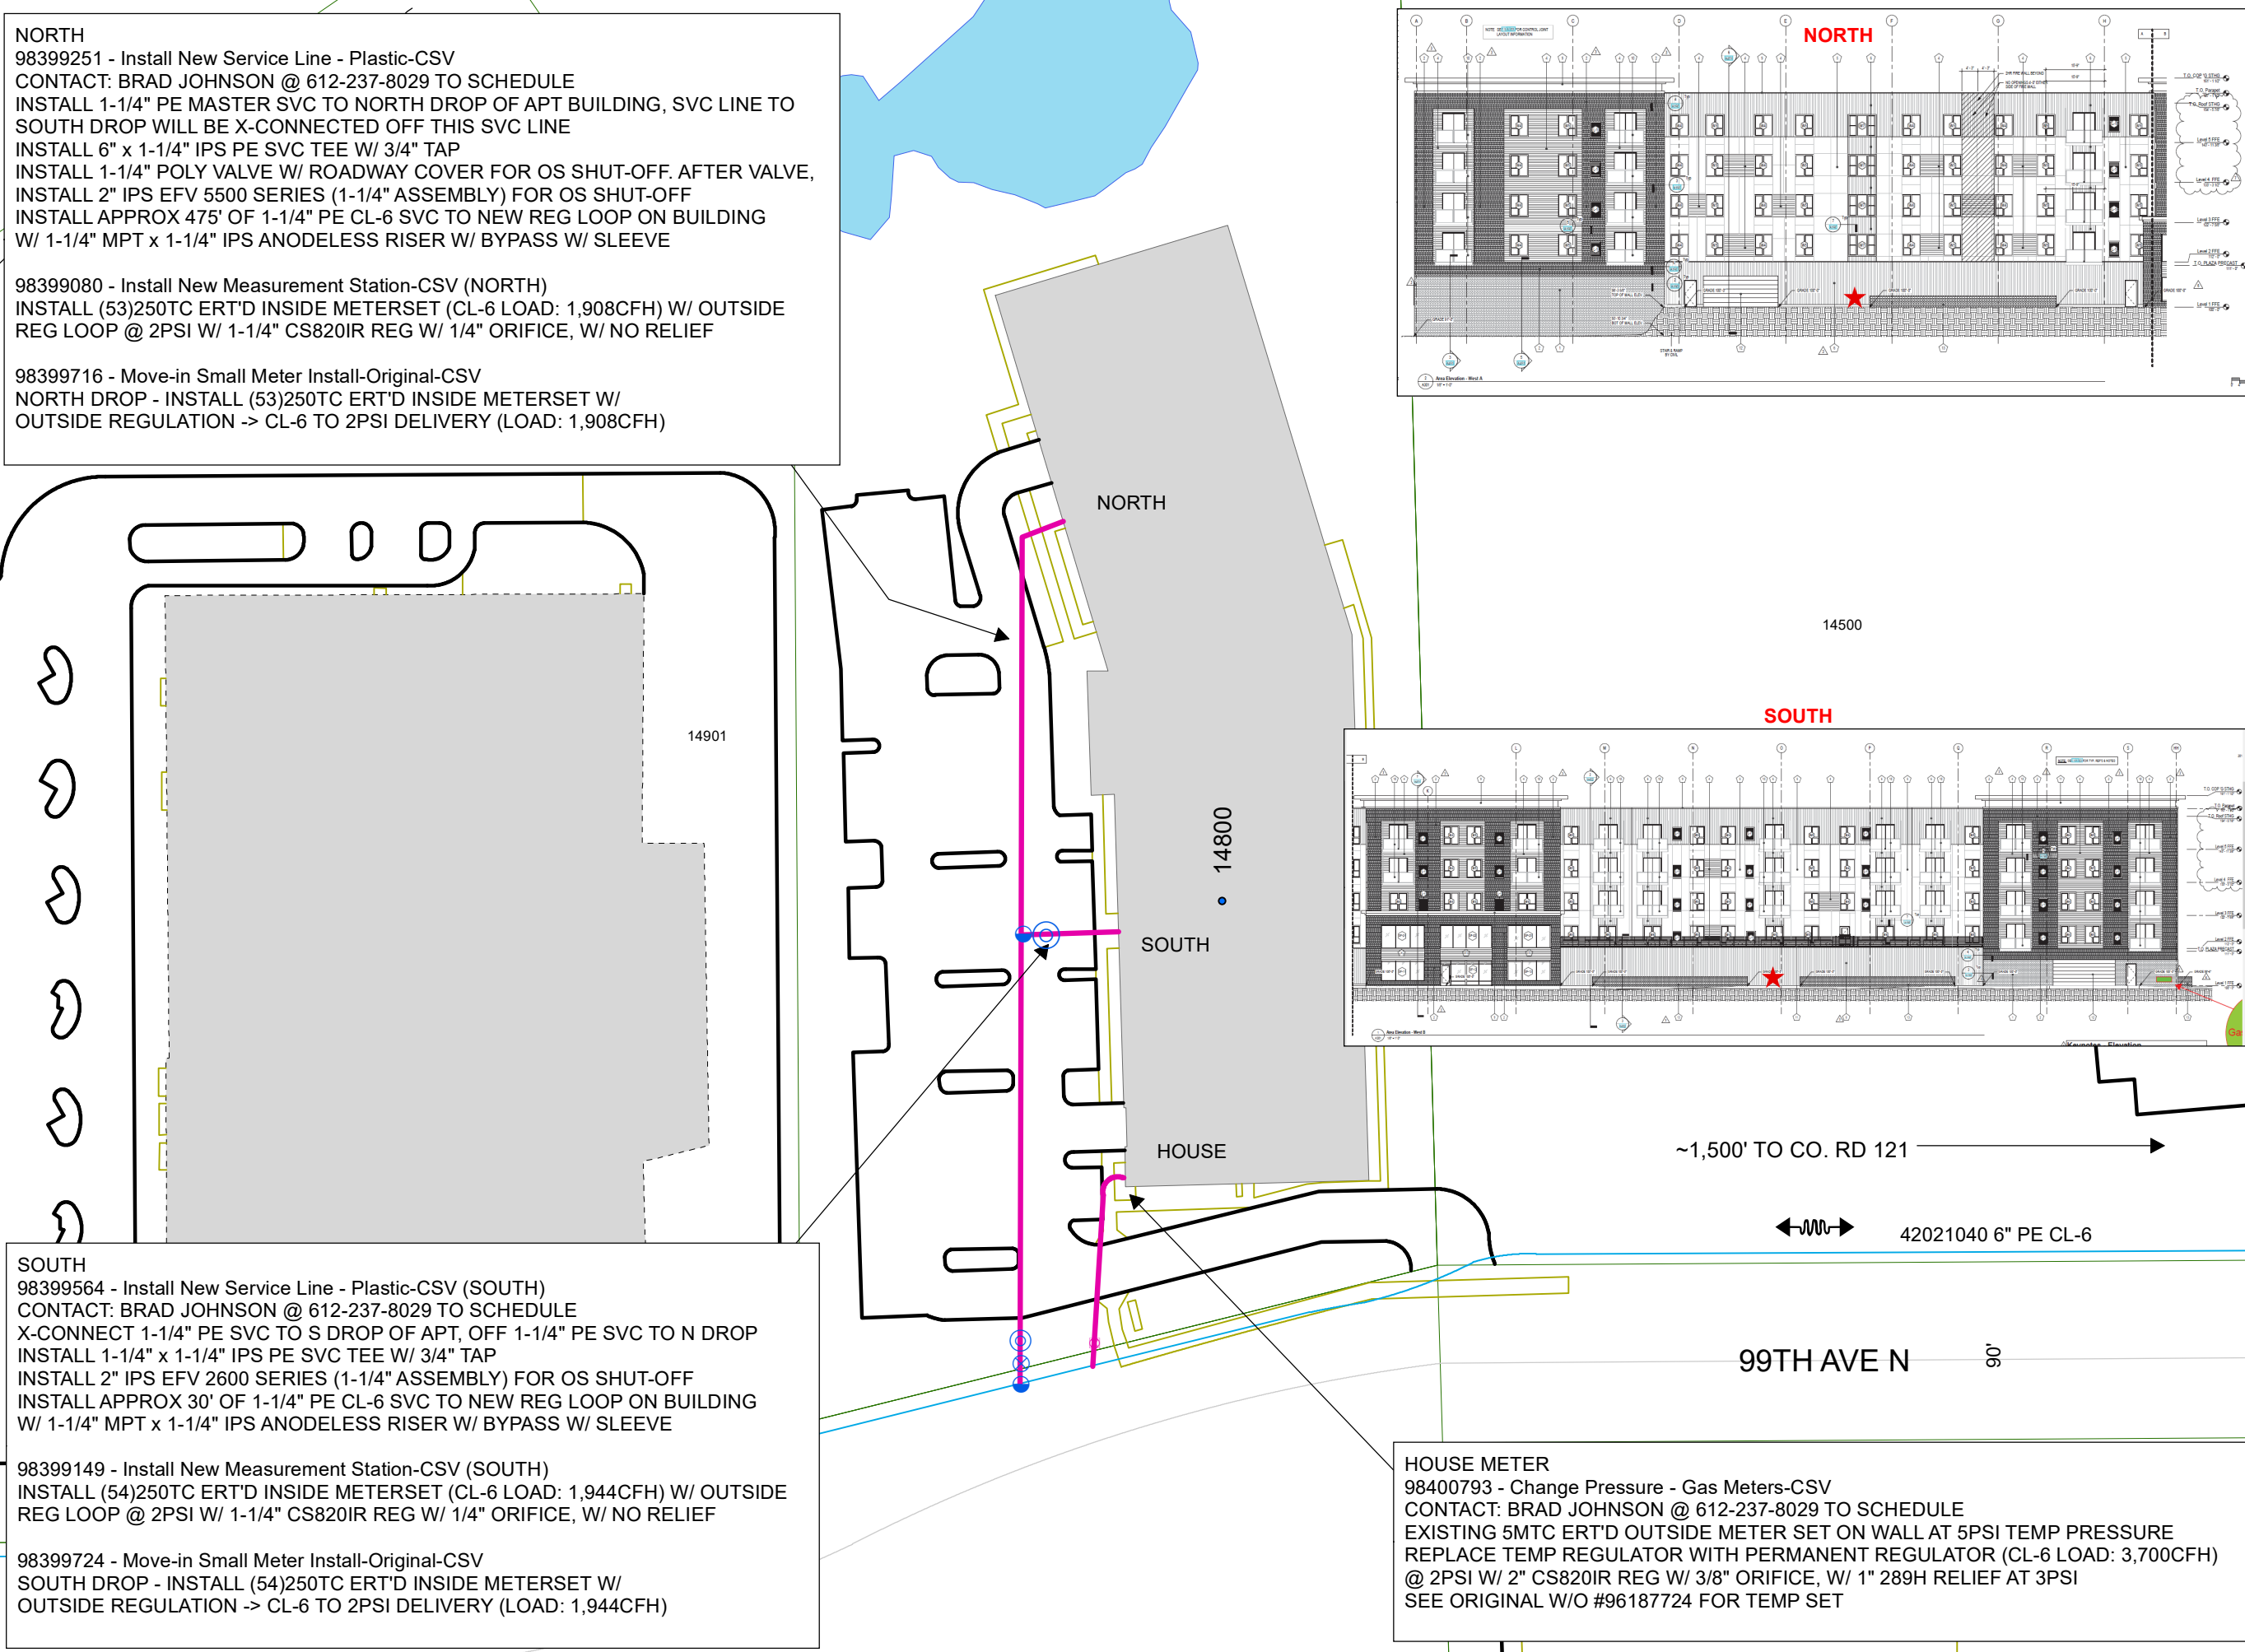 NORTH
98399251 - Install New Service Line - Plastic-CSV
CONTACT: BRAD JOHNSON @ 612-237-8029 TO SCHEDULE
INSTALL 1-1/4" PE MASTER SVC TO NORTH DROP OF APT BUILDING, SVC LINE TO
SOUTH DROP WILL BE X-CONNECTED OFF THIS SVC LINE
INSTALL 6" x 1-1/4" IPS PE SVC TEE W/ 3/4" TAP
INSTALL 1-1/4" POLY VALVE W/ ROADWAY COVER FOR OS SHUT-OFF. AFTER VALVE,
INSTALL 2" IPS EFV 5500 SERIES (1-1/4" ASSEMBLY) FOR OS SHUT-OFF
INSTALL APPROX 475' OF 1-1/4" PE CL-6 SVC TO NEW REG LOOP ON BUILDING
W/ 1-1/4" MPT x 1-1/4" IPS ANODELESS RISER W/ BYPASS W/ SLEEVE
98399080 - Install New Measurement Station-CSV (NORTH)
INSTALL (53)250TC ERT'D INSIDE METERSET (CL-6 LOAD: 1,908CFH) W/ OUTSIDE
REG LOOP @ 2PSI W/ 1-1/4" CS820IR REG W/ 1/4" ORIFICE, W/ NO RELIEF
98399716 - Move-in Small Meter Install-Original-CSV
NORTH DROP - INSTALL (53)250TC ERT'D INSIDE METERSET W/
OUTSIDE REGULATION -> CL-6 TO 2PSI DELIVERY (LOAD: 1,908CFH)
NORTH
Area Elevation - West A
NORTH
14500
SOUTH
14901
14800
SOUTH
Area Elevation - West B
Keynotes - Elevation
HOUSE
~1,500' TO CO. RD 121
42021040 6" PE CL-6
99TH AVE N
90'
SOUTH
98399564 - Install New Service Line - Plastic-CSV (SOUTH)
CONTACT: BRAD JOHNSON @ 612-237-8029 TO SCHEDULE
X-CONNECT 1-1/4" PE SVC TO S DROP OF APT, OFF 1-1/4" PE SVC TO N DROP
INSTALL 1-1/4" x 1-1/4" IPS PE SVC TEE W/ 3/4" TAP
INSTALL 2" IPS EFV 2600 SERIES (1-1/4" ASSEMBLY) FOR OS SHUT-OFF
INSTALL APPROX 30' OF 1-1/4" PE CL-6 SVC TO NEW REG LOOP ON BUILDING
W/ 1-1/4" MPT x 1-1/4" IPS ANODELESS RISER W/ BYPASS W/ SLEEVE
98399149 - Install New Measurement Station-CSV (SOUTH)
INSTALL (54)250TC ERT'D INSIDE METERSET (CL-6 LOAD: 1,944CFH) W/ OUTSIDE
REG LOOP @ 2PSI W/ 1-1/4" CS820IR REG W/ 1/4" ORIFICE, W/ NO RELIEF
98399724 - Move-in Small Meter Install-Original-CSV
SOUTH DROP - INSTALL (54)250TC ERT'D INSIDE METERSET W/
OUTSIDE REGULATION -> CL-6 TO 2PSI DELIVERY (LOAD: 1,944CFH)
HOUSE METER
98400793 - Change Pressure - Gas Meters-CSV
CONTACT: BRAD JOHNSON @ 612-237-8029 TO SCHEDULE
EXISTING 5MTC ERT'D OUTSIDE METER SET ON WALL AT 5PSI TEMP PRESSURE
REPLACE TEMP REGULATOR WITH PERMANENT REGULATOR (CL-6 LOAD: 3,700CFH)
@ 2PSI W/ 2" CS820IR REG W/ 3/8" ORIFICE, W/ 1" 289H RELIEF AT 3PSI
SEE ORIGINAL W/O #96187724 FOR TEMP SET